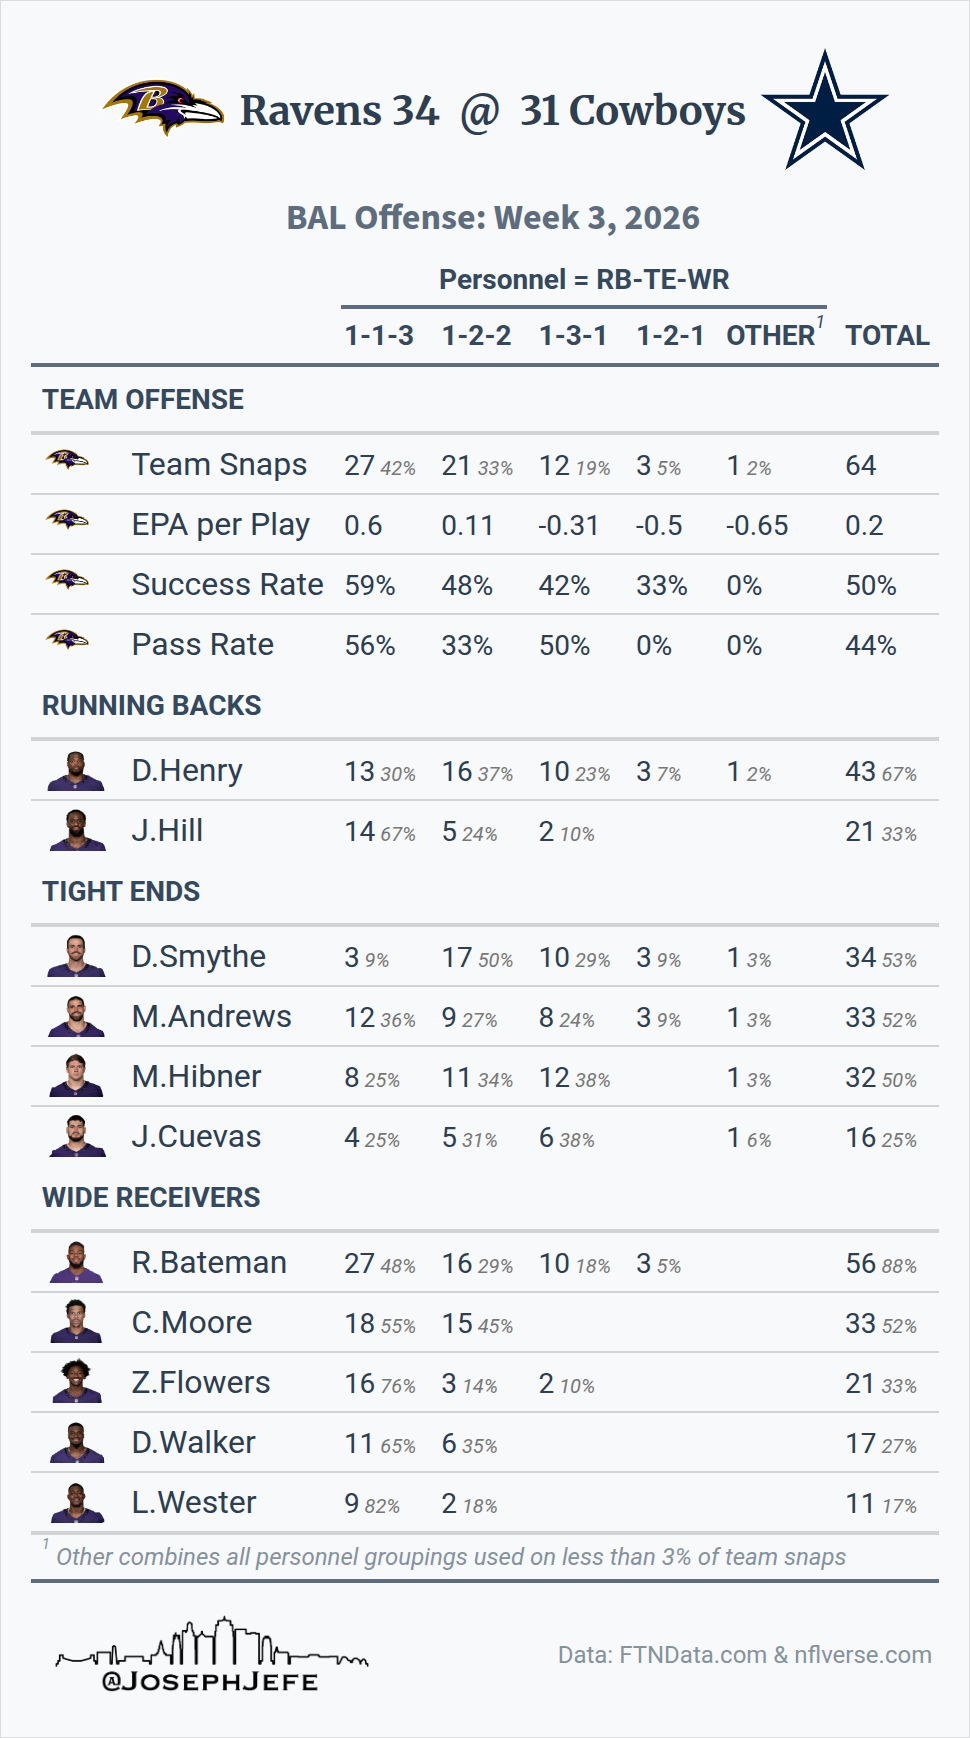 Ravens 34 @ 31 Cowboys
BAL Offense: Week 3, 2026
Personnel = RB-TE-WR
1-1-3 1-2-2 1-3-1 1-2-1 OTHER1 TOTAL
TEAM OFFENSE
Team Snaps 27 42% 21 33% 12 19% 3 5% 1 2% 64
EPA per Play 0.6 0.11 -0.31 -0.5 -0.65 0.2
Success Rate 59% 48% 42% 33% 0% 50%
Pass Rate 56% 33% 50% 0% 0% 44%
RUNNING BACKS
D.Henry 13 30% 16 37% 10 23% 3 7% 1 2% 43 67%
J.Hill 14 67% 5 24% 2 10% 21 33%
TIGHT ENDS
D.Smythe 3 9% 17 50% 10 29% 3 9% 1 3% 34 53%
M.Andrews 12 36% 9 27% 8 24% 3 9% 1 3% 33 52%
M.Hibner 8 25% 11 34% 12 38% 1 3% 32 50%
J.Cuevas 4 25% 5 31% 6 38% 1 6% 16 25%
WIDE RECEIVERS
R.Bateman 27 48% 16 29% 10 18% 3 5% 56 88%
C.Moore 18 55% 15 45% 33 52%
Z.Flowers 16 76% 3 14% 2 10% 21 33%
D.Walker 11 65% 6 35% 17 27%
L.Wester 9 82% 2 18% 11 17%
1 Other combines all personnel groupings used on less than 3% of team snaps
@JOSEPHJEFE
Data: FTNData.com & nflverse.com